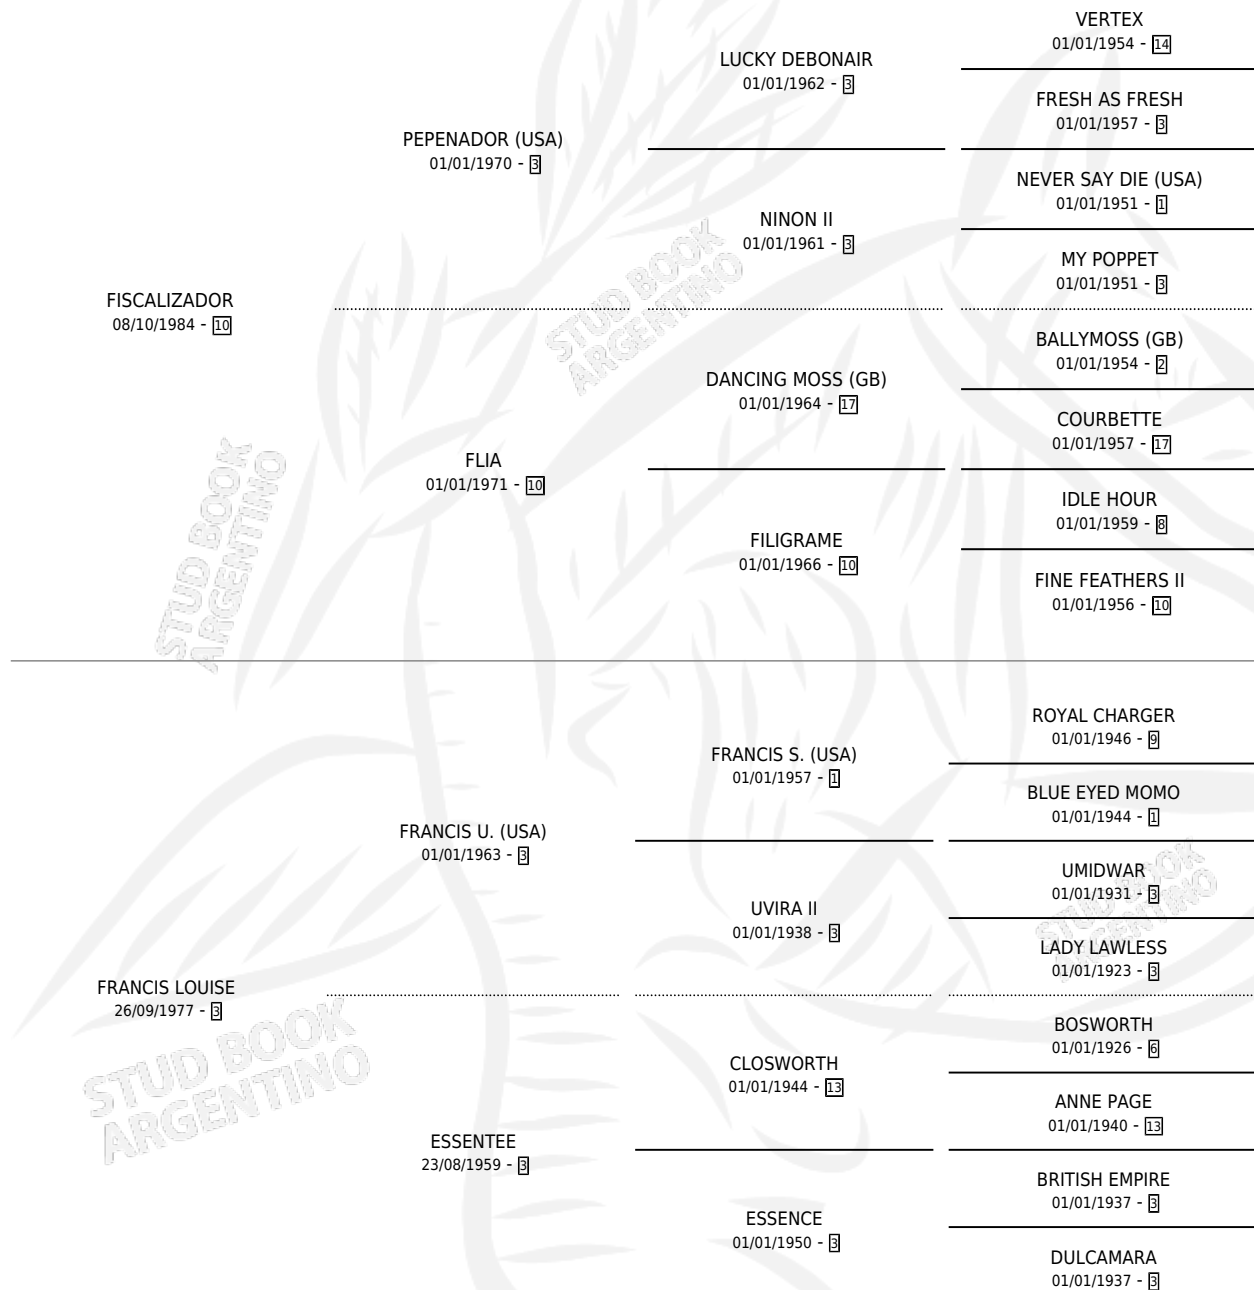 VERTEX
01/01/1954 - 14
LUCKY DEBONAIR
01/01/1962 - 3
FRESH AS FRESH
01/01/1957 - 3
PEPENADOR (USA)
01/01/1970 - 3
NEVER SAY DIE (USA)
01/01/1951 - 1
NINON II
01/01/1961 - 3
MY POPPET
01/01/1951 - 3
FISCALIZADOR
08/10/1984 - 10
BALLYMOSS (GB)
01/01/1954 - 2
DANCING MOSS (GB)
01/01/1964 - 17
COURBETTE
01/01/1957 - 17
FLIA
01/01/1971 - 10
IDLE HOUR
01/01/1959 - 8
FILIGRAME
01/01/1966 - 10
FINE FEATHERS II
01/01/1956 - 10
ROYAL CHARGER
01/01/1946 - 9
FRANCIS S. (USA)
01/01/1957 - 1
BLUE EYED MOMO
01/01/1944 - 1
FRANCIS U. (USA)
01/01/1963 - 3
UMIDWAR
01/01/1931 - 3
UVIRA II
01/01/1938 - 3
LADY LAWLESS
01/01/1923 - 3
FRANCIS LOUISE
26/09/1977 - 3
BOSWORTH
01/01/1926 - 6
CLOSWORTH
01/01/1944 - 13
ANNE PAGE
01/01/1940 - 13
ESSENTEE
23/08/1959 - 3
BRITISH EMPIRE
01/01/1937 - 3
ESSENCE
01/01/1950 - 3
DULCAMARA
01/01/1937 - 3
STUD BOOK
ARGENTINO
STUD BOOK
ARGENTINO
STUD BOOK
ARGENTINO
STUD BOOK
ARGENTINO